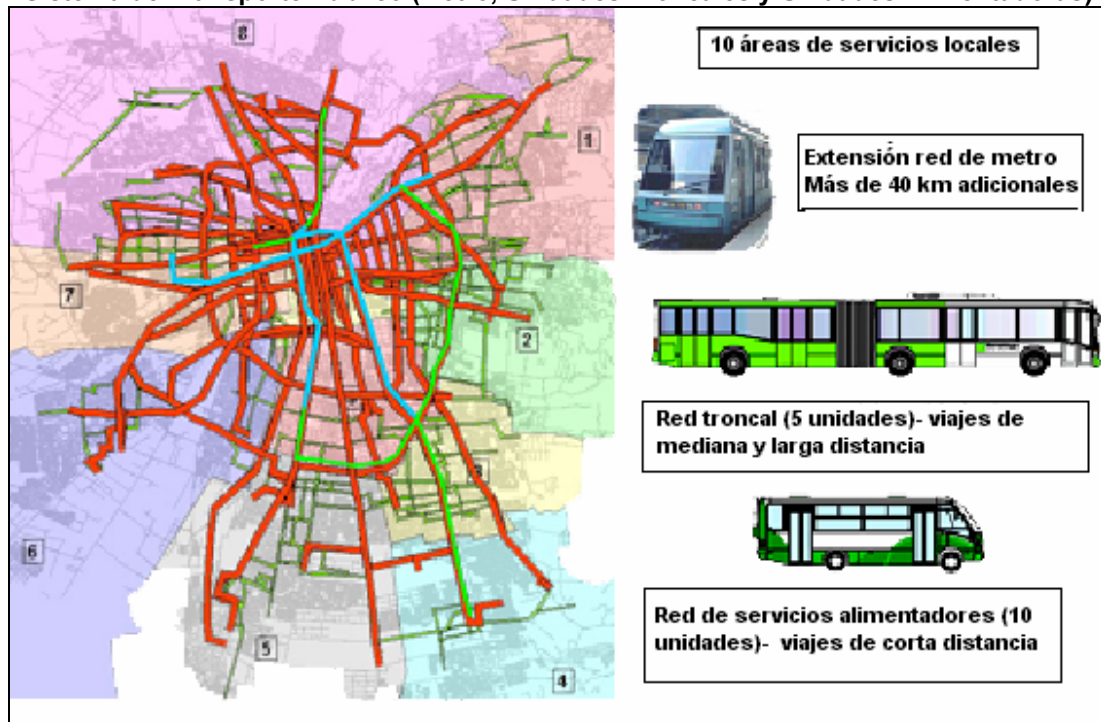 10 áreas de servicios locales
Extensión red de metro
Más de 40 km adicionales
Red troncal (5 unidades)- viajes de
mediana y larga distancia
Red de servicios alimentadores (10
unidades)- viajes de corta distancia
8
1
7
2
3
6
5
4